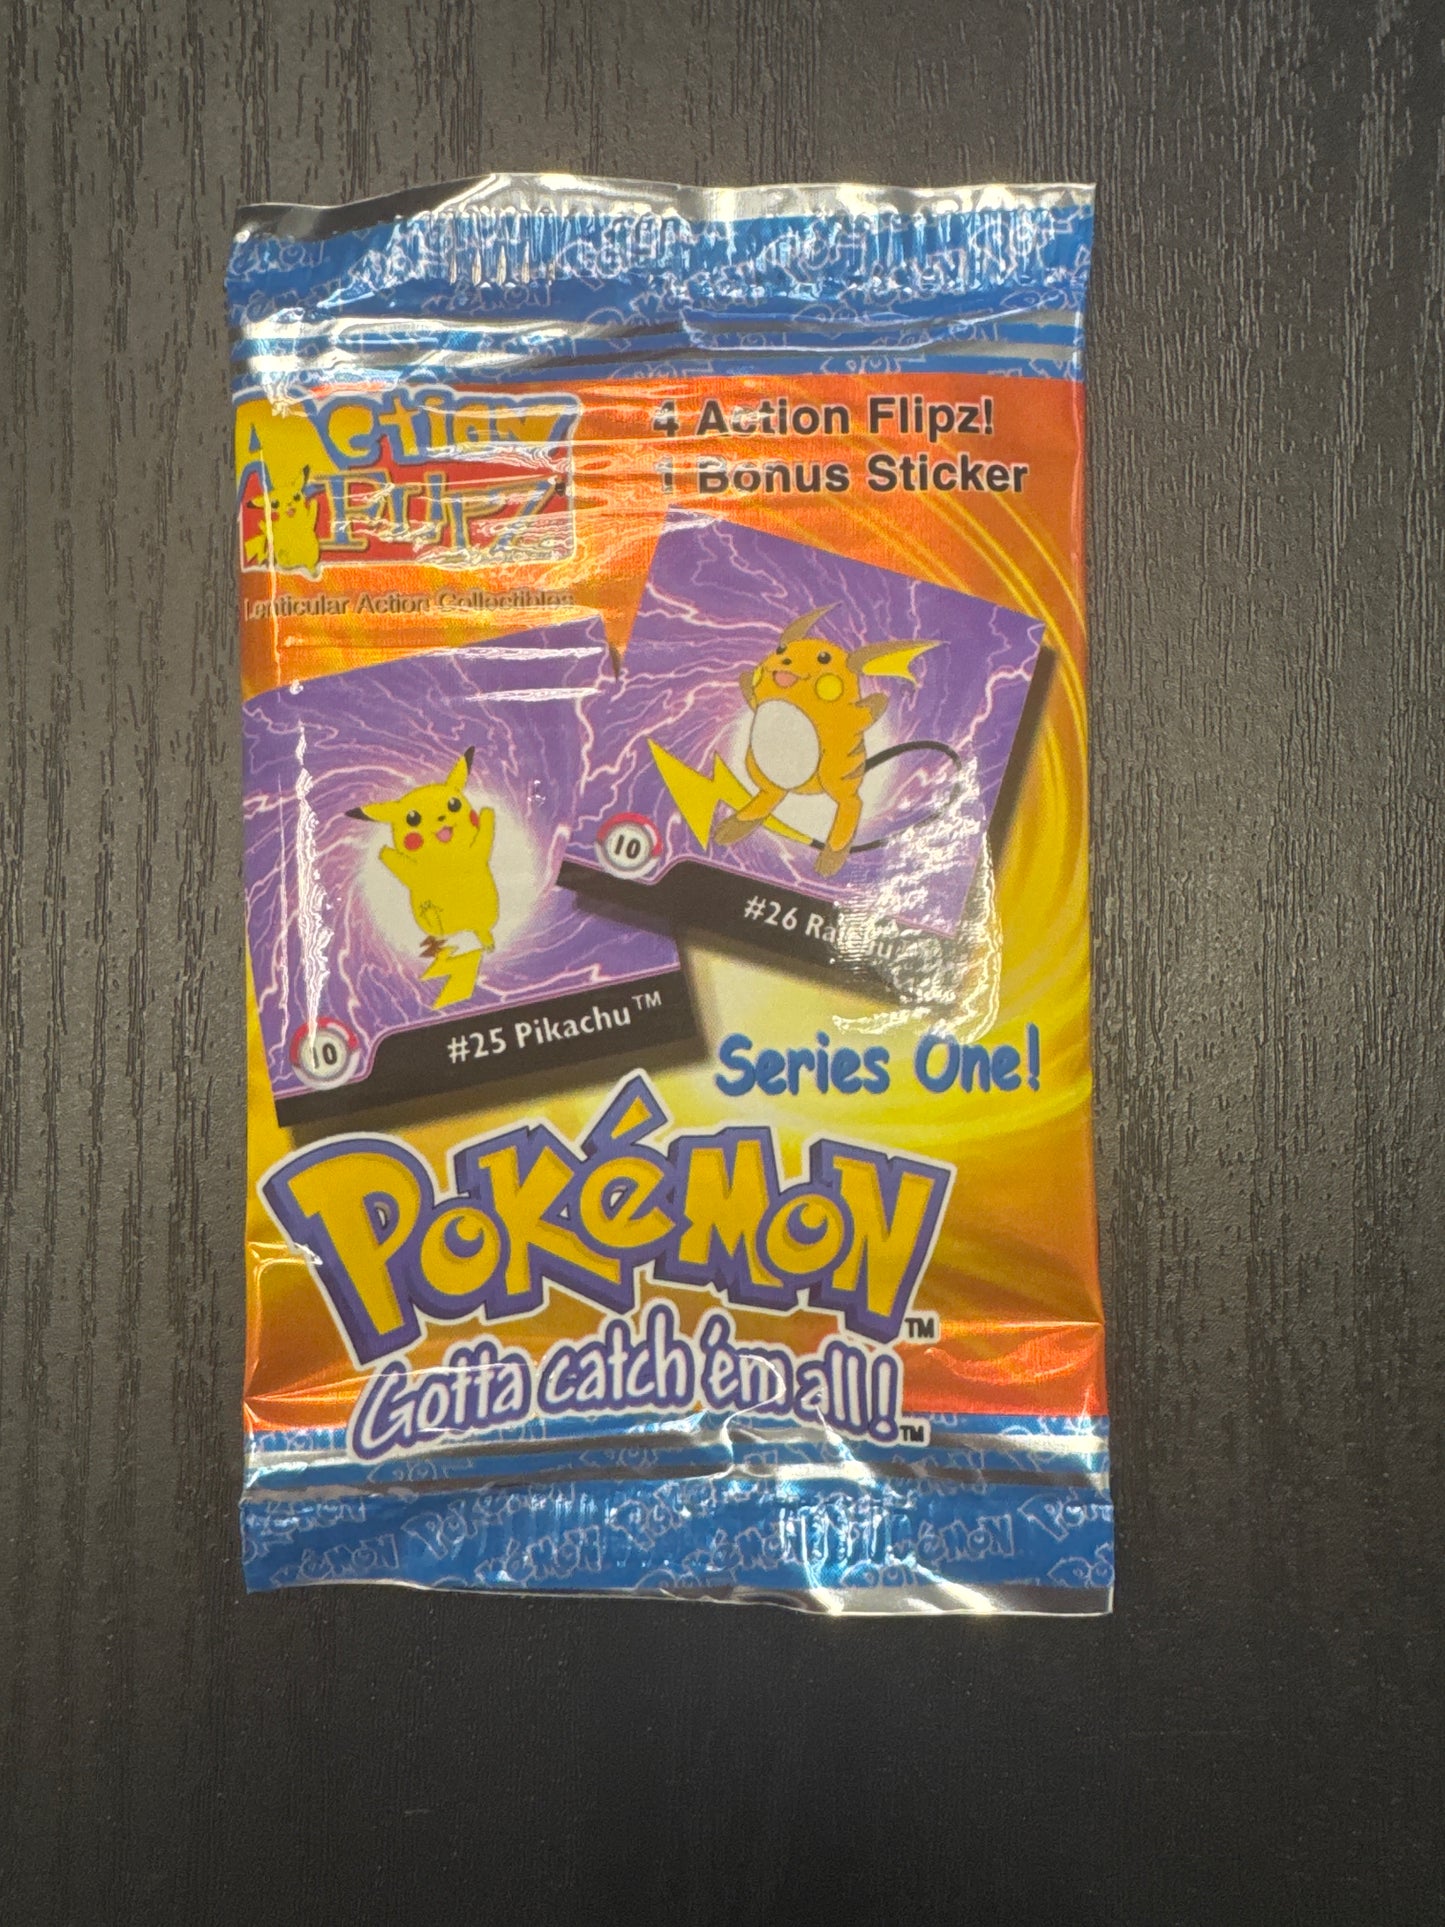 Action
Flipz
4 Action Flipz!
1 Bonus Sticker
Lenticular Action Collectibles
10
#26 Raichu
10
#25 Pikachu™
Series One!
POKéMON™
Gotta catch 'em all!™